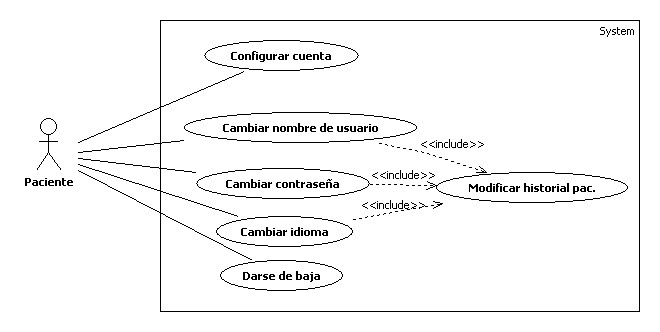 System
Configurar cuenta
Cambiar nombre de usuario
<<include>>
Cambiar contraseña
<<include>>
Modificar historial pac.
Paciente
<<include>>
Cambiar idioma
Darse de baja